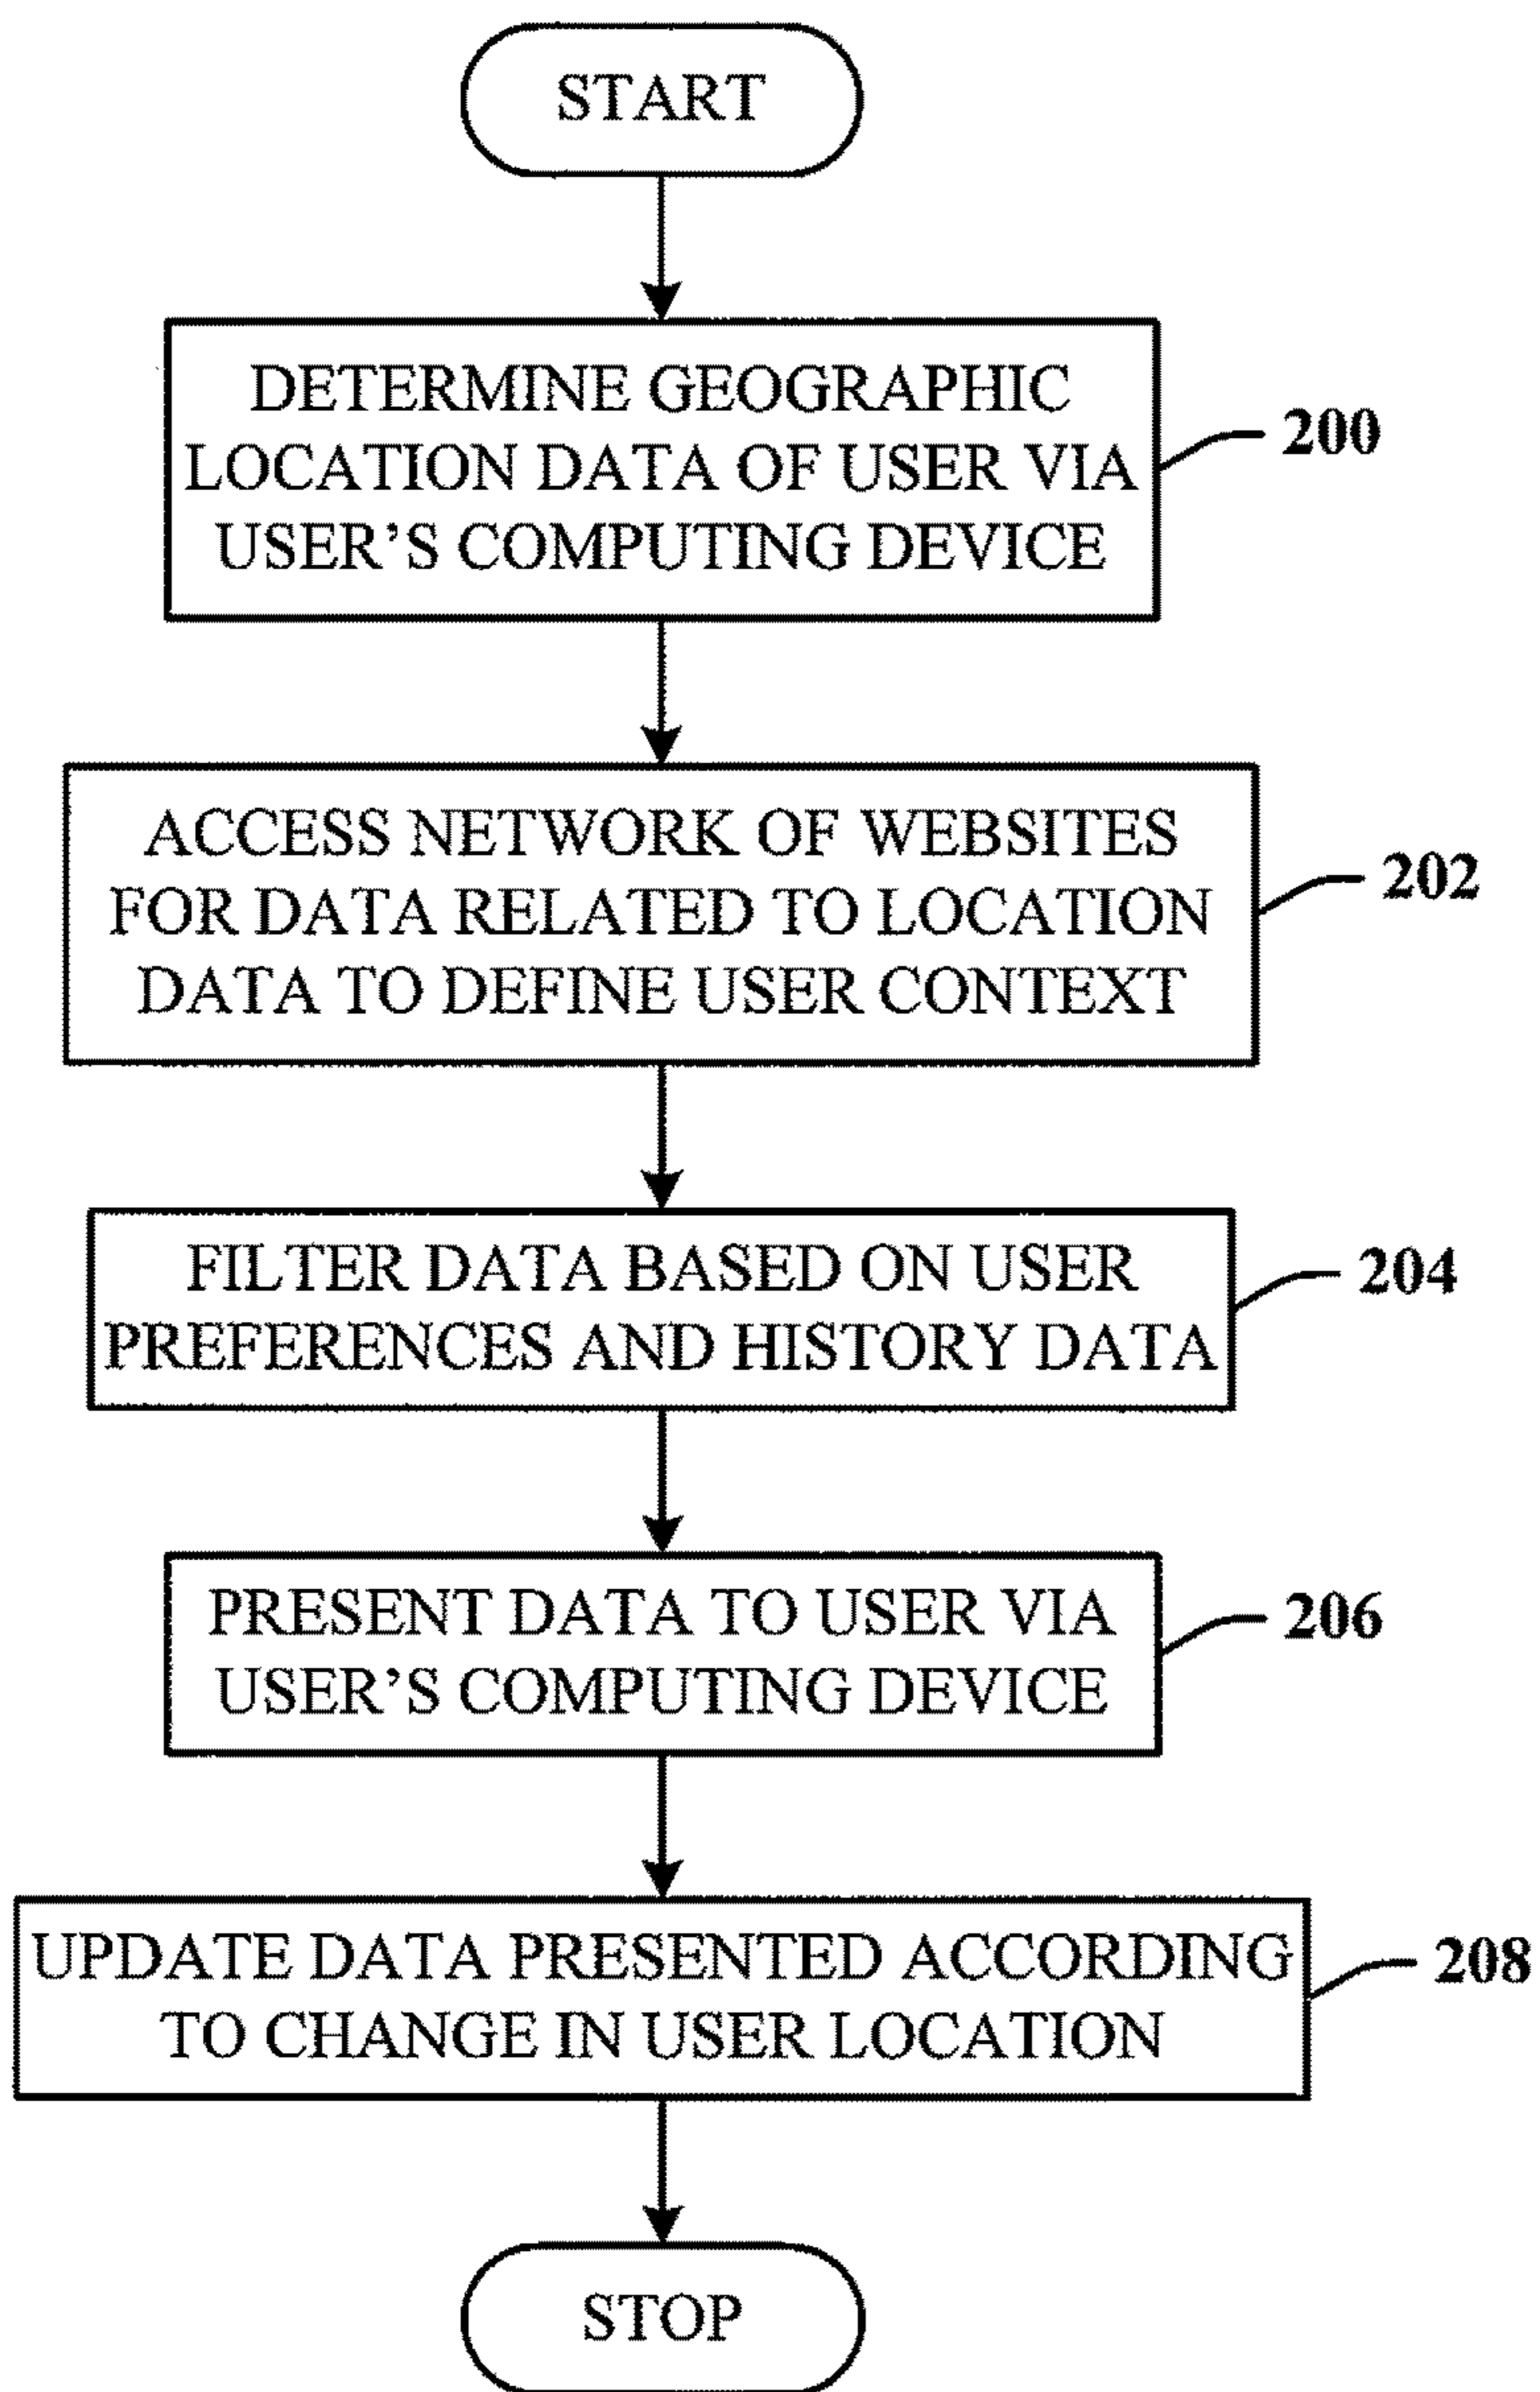 START
DETERMINE GEOGRAPHIC
LOCATION DATA OF USER VIA
USER’S COMPUTING DEVICE
200
ACCESS NETWORK OF WEBSITES
FOR DATA RELATED TO LOCATION
DATA TO DEFINE USER CONTEXT
202
FILTER DATA BASED ON USER
PREFERENCES AND HISTORY DATA
204
PRESENT DATA TO USER VIA
USER’S COMPUTING DEVICE
206
UPDATE DATA PRESENTED ACCORDING
TO CHANGE IN USER LOCATION
208
STOP